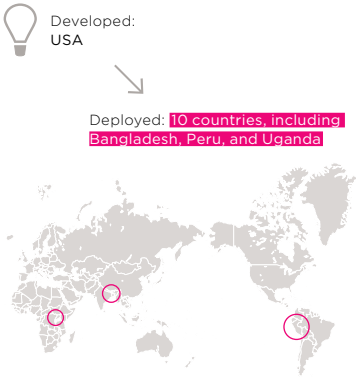 Developed:
USA
Deployed: 10 countries, including
Bangladesh, Peru, and Uganda